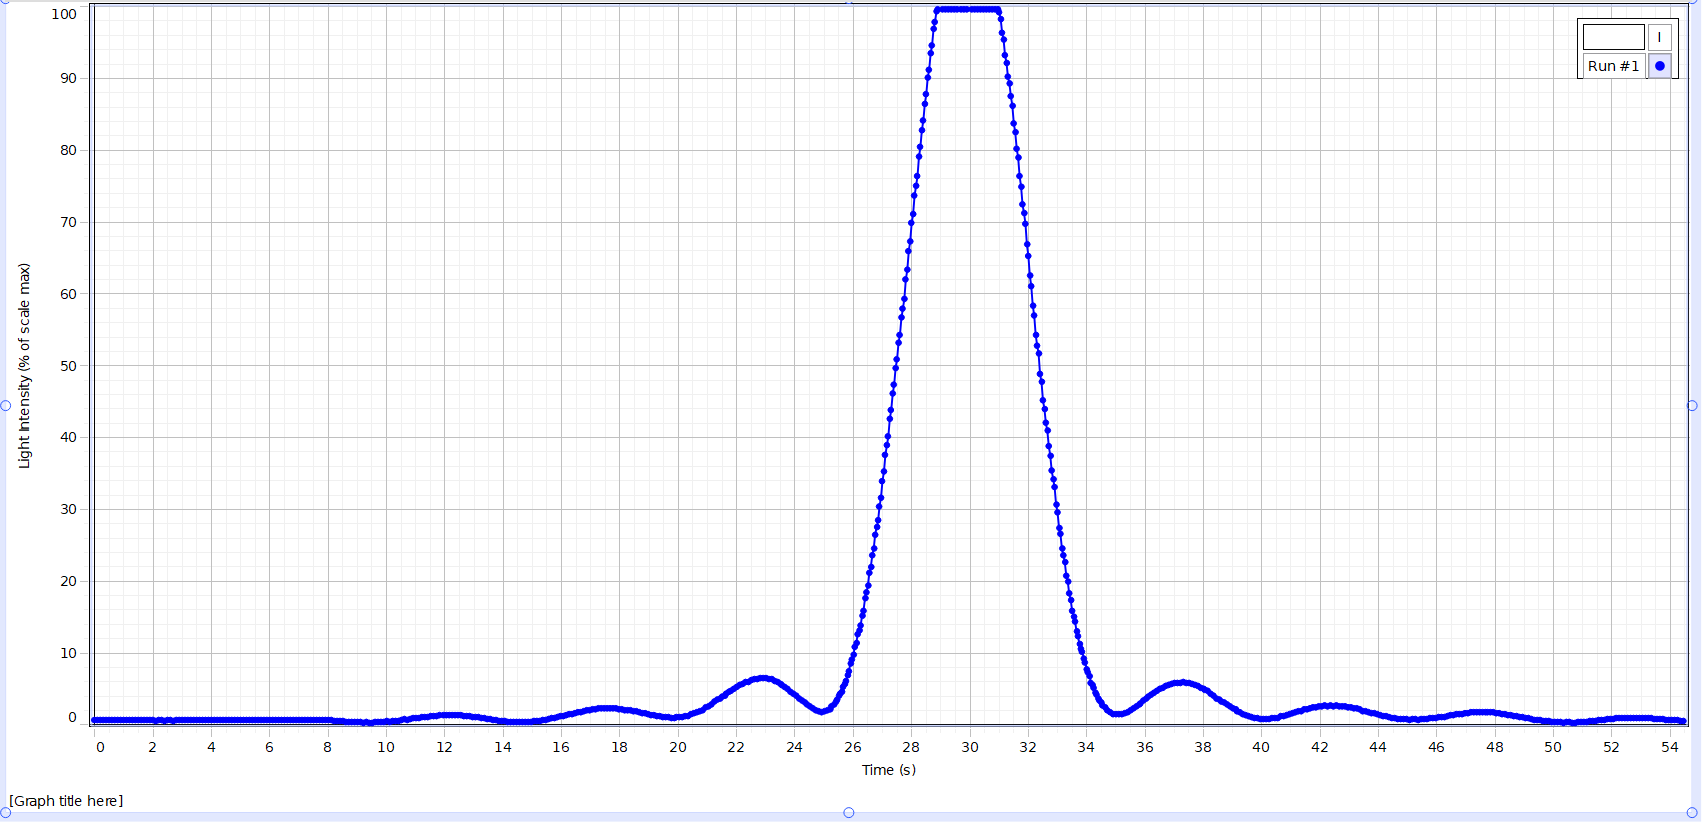 100
90
80
70
60
50
40
30
20
10
0
Light Intensity (% of scale max)
I
Run #1
0 2 4 6 8 10 12 14 16 18 20 22 24 26 28 30 32 34 36 38 40 42 44 46 48 50 52 54
Time (s)
[Graph title here]